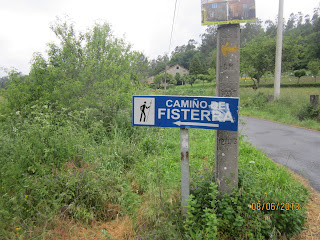 CAMIÑO DE
FISTERRA
08/06/2013